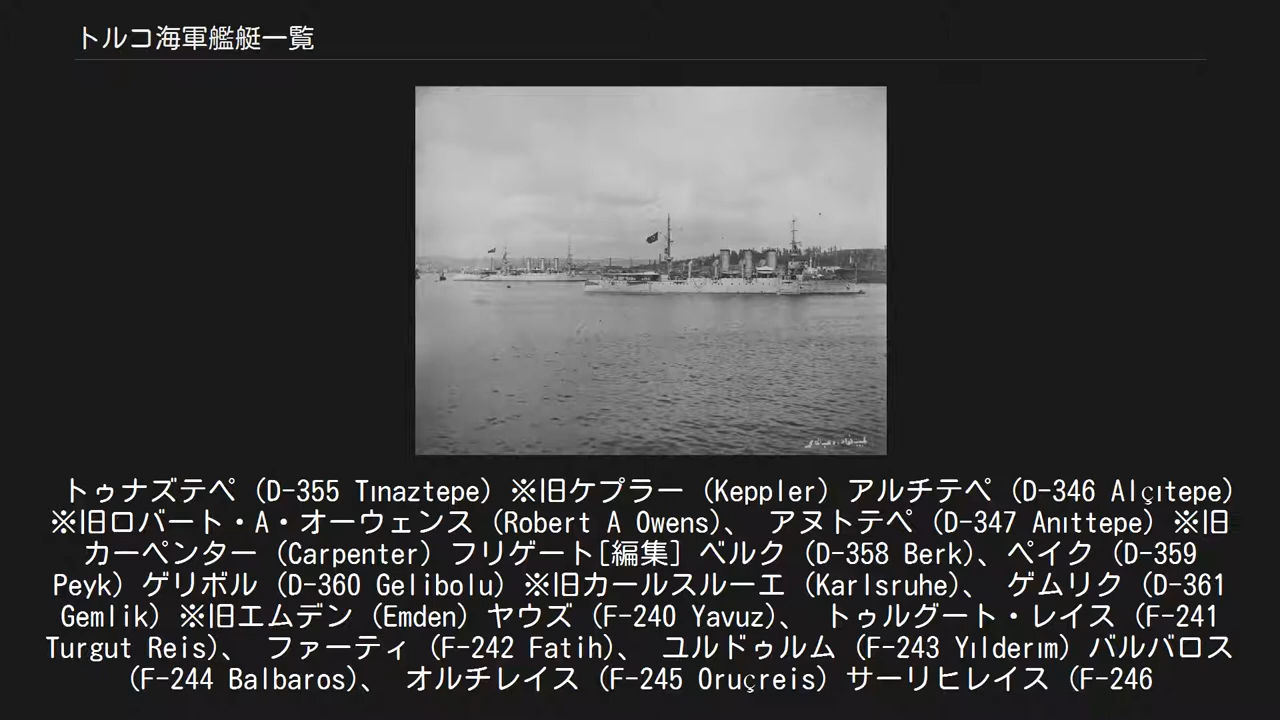 トルコ海軍艦艇一覧
トゥナズテペ（D-355 Tınaztepe）※旧ケプラー（Keppler）アルチテペ（D-346 Alçıtepe）
※旧ロバート・A・オーウェンス（Robert A Owens）、 アヌトテペ（D-347 Anıttepe）※旧
カーペンター（Carpenter）フリゲート[編集] ベルク（D-358 Berk）、ペイク（D-359
Peyk）ゲリボル（D-360 Gelibolu）※旧カールスルーエ（Karlsruhe）、 ゲムリク（D-361
Gemlik）※旧エムデン（Emden）ヤウズ（F-240 Yavuz）、 トゥルグート・レイス（F-241
Turgut Reis）、 ファーティ（F-242 Fatih）、 ユルドゥルム（F-243 Yılderım）バルバロス
（F-244 Balbaros）、 オルチレイス（F-245 Oruçreis）サーリヒレイス（F-246